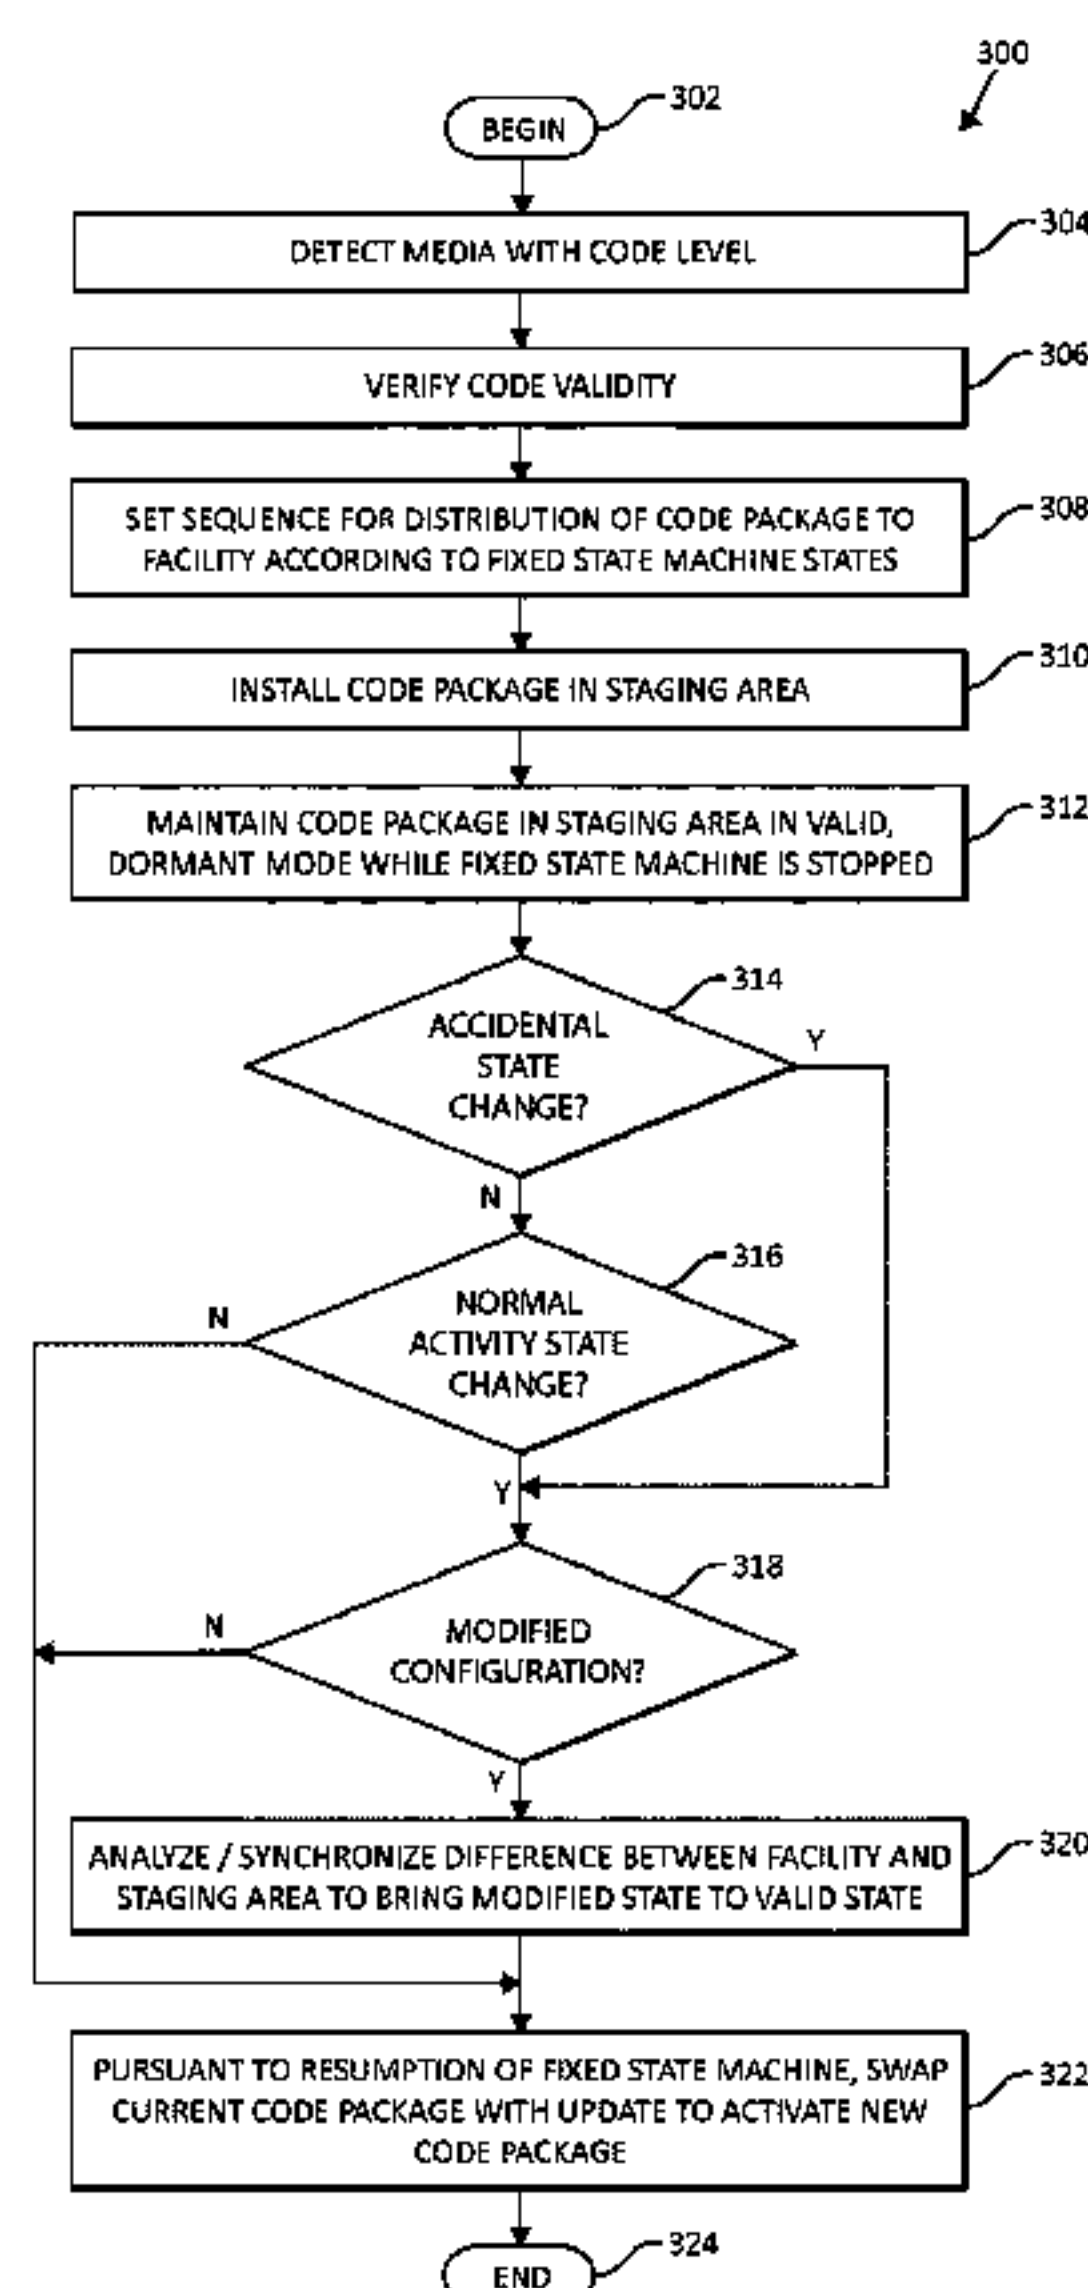 300
302
BEGIN
304
DETECT MEDIA WITH CODE LEVEL
306
VERIFY CODE VALIDITY
308
SET SEQUENCE FOR DISTRIBUTION OF CODE PACKAGE TO
FACILITY ACCORDING TO FIXED STATE MACHINE STATES
310
INSTALL CODE PACKAGE IN STAGING AREA
312
MAINTAIN CODE PACKAGE IN STAGING AREA IN VALID,
DORMANT MODE WHILE FIXED STATE MACHINE IS STOPPED
314
ACCIDENTAL
STATE
CHANGE?
Y
N
316
NORMAL
ACTIVITY STATE
CHANGE?
N
Y
318
MODIFIED
CONFIGURATION?
N
Y
320
ANALYZE / SYNCHRONIZE DIFFERENCE BETWEEN FACILITY AND
STAGING AREA TO BRING MODIFIED STATE TO VALID STATE
322
PURSUANT TO RESUMPTION OF FIXED STATE MACHINE, SWAP
CURRENT CODE PACKAGE WITH UPDATE TO ACTIVATE NEW
CODE PACKAGE
324
END